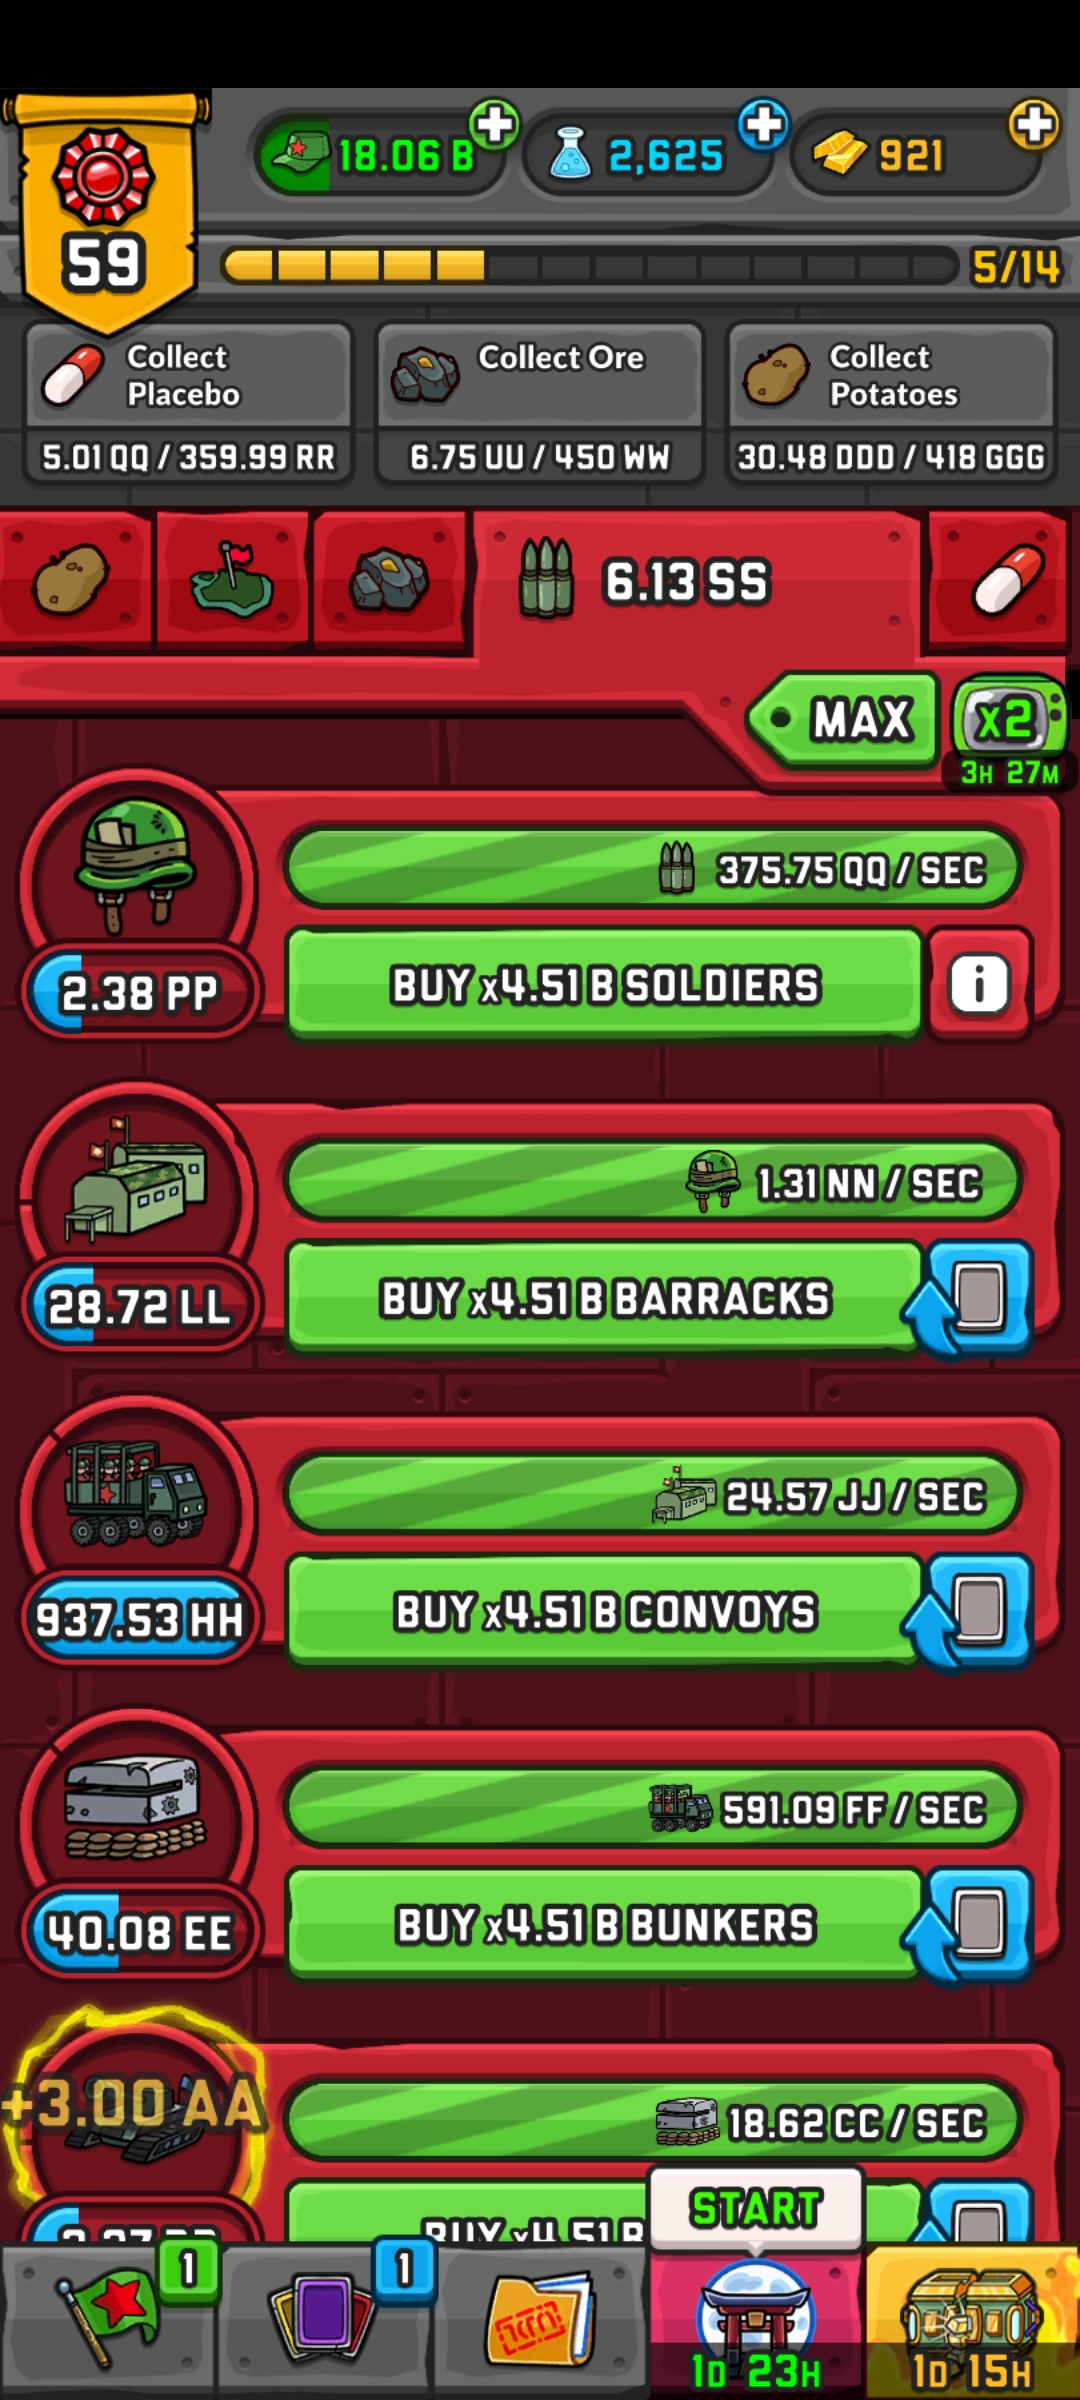 59
18.06 B
2,625
921
5/14
Collect Placebo
5.01 QQ / 359.99 RR
Collect Ore
6.75 UU / 450 WW
Collect Potatoes
30.48 DDD / 418 GGG
6.13 SS
MAX
x2
3H 27M
375.75 QQ / SEC
2.38 PP
BUY x4.51 B SOLDIERS
i
1.31 NN / SEC
28.72 LL
BUY x4.51 B BARRACKS
24.57 JJ / SEC
937.53 HH
BUY x4.51 B CONVOYS
591.09 FF / SEC
40.08 EE
BUY x4.51 B BUNKERS
+3.00 AA
18.62 CC / SEC
BUY x4.51 B
START
1
1
1D 23H
1D 15H